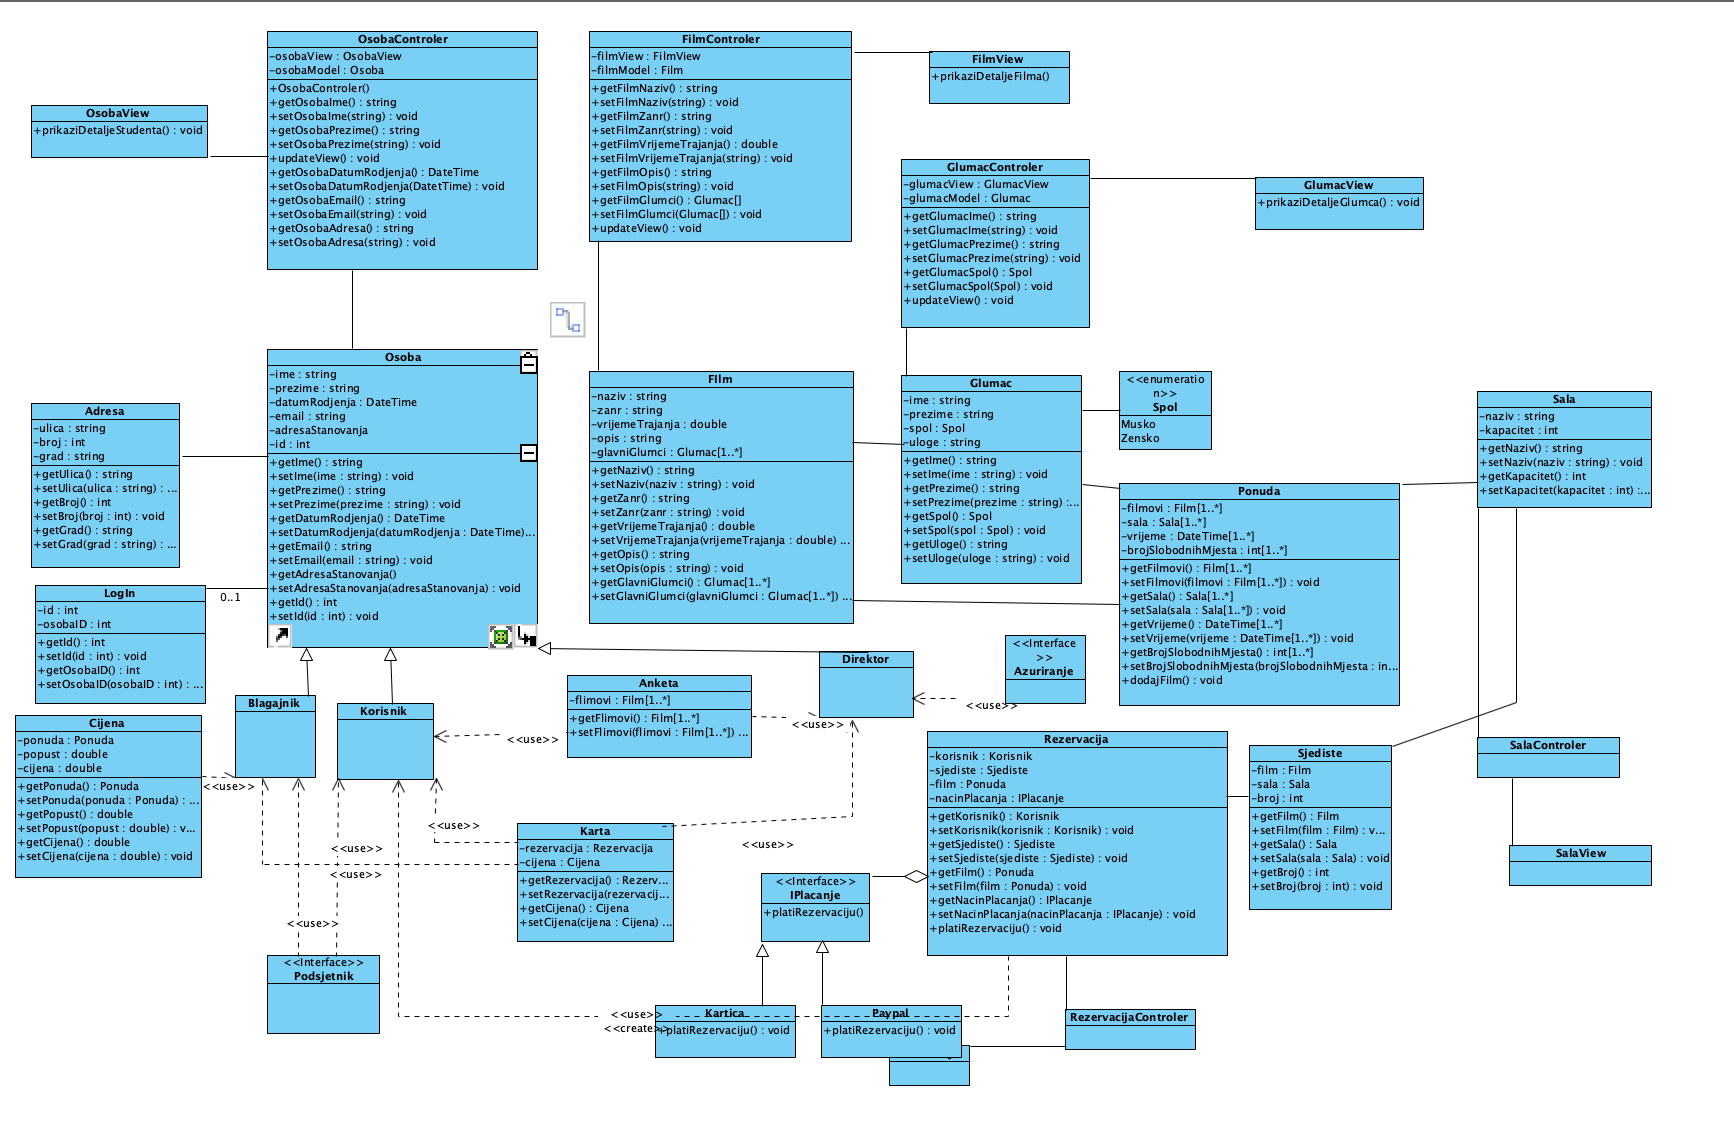 OsobaControler
-osobaView : OsobaView
-osobaModel : Osoba
+OsobaControler()
+getOsobaIme() : string
+setOsobaIme(string) : void
+getOsobaPrezime() : string
+setOsobaPrezime(string) : void
+updateView() : void
+getOsobaDatumRodjenja() : DateTime
+setOsobaDatumRodjenja(DatetTime) : void
+getOsobaEmail() : string
+setOsobaEmail(string) : void
+getOsobaAdresa() : string
+setOsobaAdresa(string) : void
FilmControler
-filmView : FilmView
-filmModel : Film
+getFilmNaziv() : string
+setFilmNaziv(string) : void
+getFilmZanr() : string
+setFilmZanr(string) : void
+getFilmVrijemeTrajanja() : double
+setFilmVrijemeTrajanja(string) : void
+getFilmOpis() : string
+setFilmOpis(string) : void
+getFilmGlumci() : Glumac[]
+setFilmGlumci(Glumac[]) : void
+updateView() : void
FilmView
+prikaziDetaljeFilma()
OsobaView
+prikaziDetaljeStudenta() : void
GlumacControler
-glumacView : GlumacView
-glumacModel : Glumac
+getGlumacIme() : string
+setGlumacIme(string) : void
+getGlumacPrezime() : string
+setGlumacPrezime(string) : void
+getGlumacSpol() : Spol
+setGlumacSpol(Spol) : void
+updateView() : void
GlumacView
+prikaziDetaljeGlumca() : void
Osoba
-ime : string
-prezime : string
-datumRodjenja : DateTime
-email : string
-adresaStanovanja
-id : int
+getIme() : string
+setIme(ime : string) : void
+getPrezime() : string
+setPrezime(prezime : string) : void
+getDatumRodjenja() : DateTime
+setDatumRodjenja(datumRodjenja : DateTime)...
+getEmail() : string
+setEmail(email : string) : void
+getAdresaStanovanja()
+setAdresaStanovanja(adresaStanovanja) : void
+getId() : int
+setId(id : int) : void
FIlm
-naziv : string
-zanr : string
-vrijemeTrajanja : double
-opis : string
-glavniGlumci : Glumac[1..*]
+getNaziv() : string
+setNaziv(naziv : string) : void
+getZanr() : string
+setZanr(zanr : string) : void
+getVrijemeTrajanja() : double
+setVrijemeTrajanja(vrijemeTrajanja : double) ...
+getOpis() : string
+setOpis(opis : string) : void
+getGlavniGlumci() : Glumac[1..*]
+setGlavniGlumci(glavniGlumci : Glumac[1..*]) ...
Glumac
-ime : string
-prezime : string
-spol : Spol
-uloge : string
+getIme() : string
+setIme(ime : string) : void
+getPrezime() : string
+setPrezime(prezime : string) :...
+getSpol() : Spol
+setSpol(spol : Spol) : void
+getUloge() : string
+setUloge(uloge : string) : void
<<enumeratio
n>>
Spol
Musko
Zensko
Sala
-naziv : string
-kapacitet : int
+getNaziv() : string
+setNaziv(naziv : string) : void
+getKapacitet() : int
+setKapacitet(kapacitet : int) :...
Adresa
-ulica : string
-broj : int
-grad : string
+getUlica() : string
+setUlica(ulica : string) : ...
+getBroj() : int
+setBroj(broj : int) : void
+getGrad() : string
+setGrad(grad : string) : ...
Ponuda
-filmovi : Film[1..*]
-sala : Sala[1..*]
-vrijeme : DateTime[1..*]
-brojSlobodnihMjesta : int[1..*]
+getFilmovi() : Film[1..*]
+setFilmovi(filmovi : Film[1..*]) : void
+getSala() : Sala[1..*]
+setSala(sala : Sala[1..*]) : void
+getVrijeme() : DateTime[1..*]
+setVrijeme(vrijeme : DateTime[1..*]) : void
+getBrojSlobodnihMjesta() : int[1..*]
+setBrojSlobodnihMjesta(brojSlobodnihMjesta : in...
+dodajFilm() : void
LogIn
-id : int
-osobaID : int
+getId() : int
+setId(id : int) : void
+getOsobaID() : int
+setOsobaID(osobaID : int) : ...
0..1
<<Interface
>>
Azuriranje
Direktor
<<use>>
Anketa
-flimovi : Film[1..*]
+getFlimovi() : Film[1..*]
+setFlimovi(flimovi : Film[1..*]) ...
<<use>>
<<use>>
Blagajnik
Korisnik
Cijena
-ponuda : Ponuda
-popust : double
-cijena : double
+getPonuda() : Ponuda
+setPonuda(ponuda : Ponuda) : ...
+getPopust() : double
+setPopust(popust : double) : v...
+getCijena() : double
+setCijena(cijena : double) : void
<<use>>
Rezervacija
-korisnik : Korisnik
-sjediste : Sjediste
-film : Ponuda
-nacinPlacanja : IPlacanje
+getKorisnik() : Korisnik
+setKorisnik(korisnik : Korisnik) : void
+getSjediste() : Sjediste
+setSjediste(sjediste : Sjediste) : void
+getFilm() : Ponuda
+setFilm(film : Ponuda) : void
+getNacinPlacanja() : IPlacanje
+setNacinPlacanja(nacinPlacanja : IPlacanje) : void
+platiRezervaciju() : void
Sjediste
-film : Film
-sala : Sala
-broj : int
+getFilm() : Film
+setFilm(film : Film) : v...
+getSala() : Sala
+setSala(sala : Sala) : void
+getBroj() : int
+setBroj(broj : int) : void
SalaControler
SalaView
Karta
-rezervacija : Rezervacija
-cijena : Cijena
+getRezervacija() : Rezerv...
+setRezervacija(rezervacij...
+getCijena() : Cijena
+setCijena(cijena : Cijena) ...
<<use>>
<<use>>
<<use>>
<<use>>
<<use>>
<<Interface>>
IPlacanje
+platiRezervaciju()
<<Interface>>
Podsjetnik
<<use>>
<<create>>
Kartica
+platiRezervaciju() : void
Paypal
+platiRezervaciju() : void
RezervacijaControler